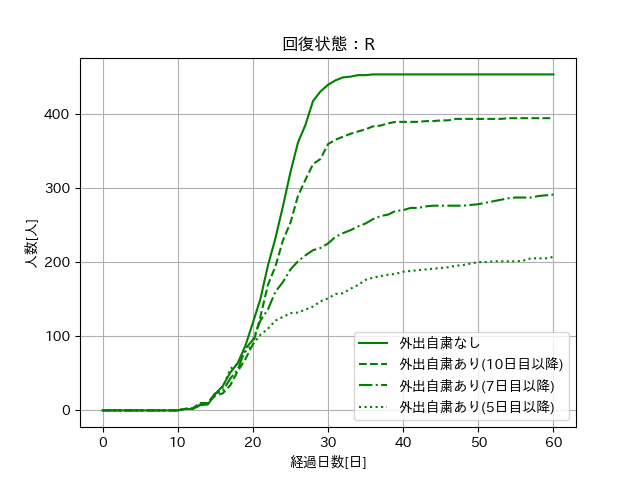 回復状態：R
人数[人]
400
300
200
100
0
0 10 20 30 40 50 60
経過日数[日]
外出自粛なし
外出自粛あり(10日目以降)
外出自粛あり(7日目以降)
外出自粛あり(5日目以降)